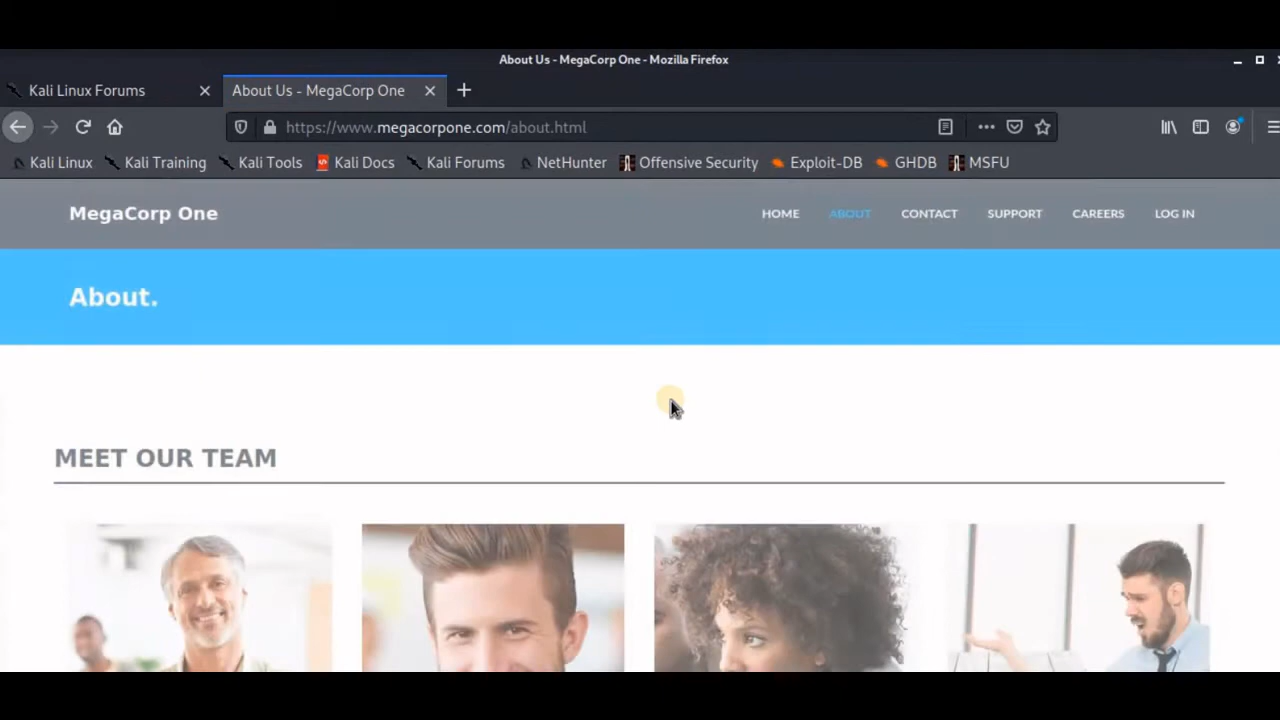 About Us - MegaCorp One - Mozilla Firefox
Kali Linux Forums
About Us - MegaCorp One
https://www.megacorpone.com/about.html
Kali Linux Kali Training Kali Tools Kali Docs Kali Forums NetHunter Offensive Security Exploit-DB GHDB MSFU
MegaCorp One
HOME ABOUT CONTACT SUPPORT CAREERS LOG IN
About.
MEET OUR TEAM